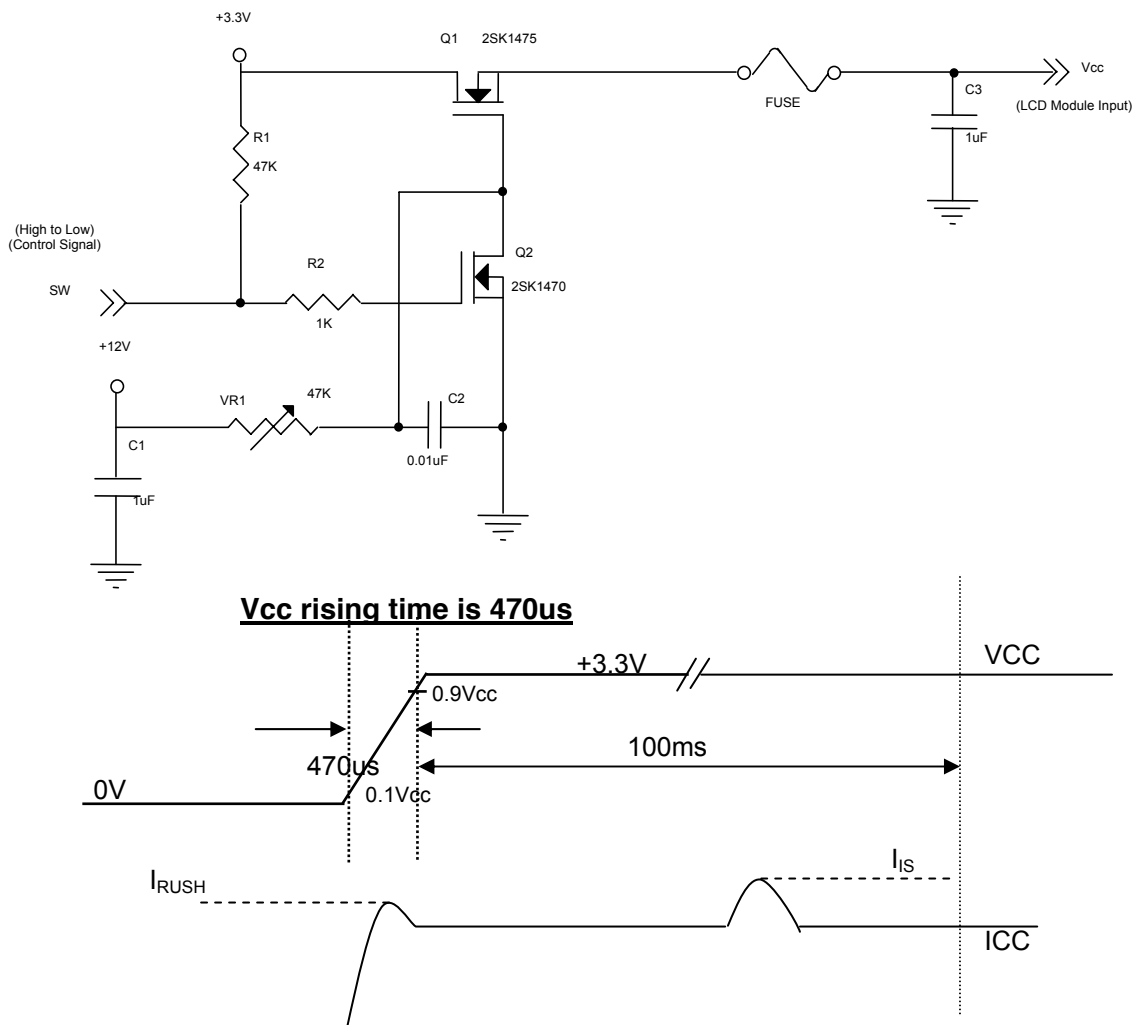 +3.3V
Q1 2SK1475
Vcc
FUSE
C3
(LCD Module Input)
1uF
R1
47K
(High to Low)
(Control Signal)
Q2
R2
SW
2SK1470
1K
+12V
VR1
47K
C2
C1
0.01uF
1uF
Vcc rising time is 470us
+3.3V
VCC
0.9Vcc
100ms
470us
0V
0.1Vcc
IRUSH
IIS
ICC